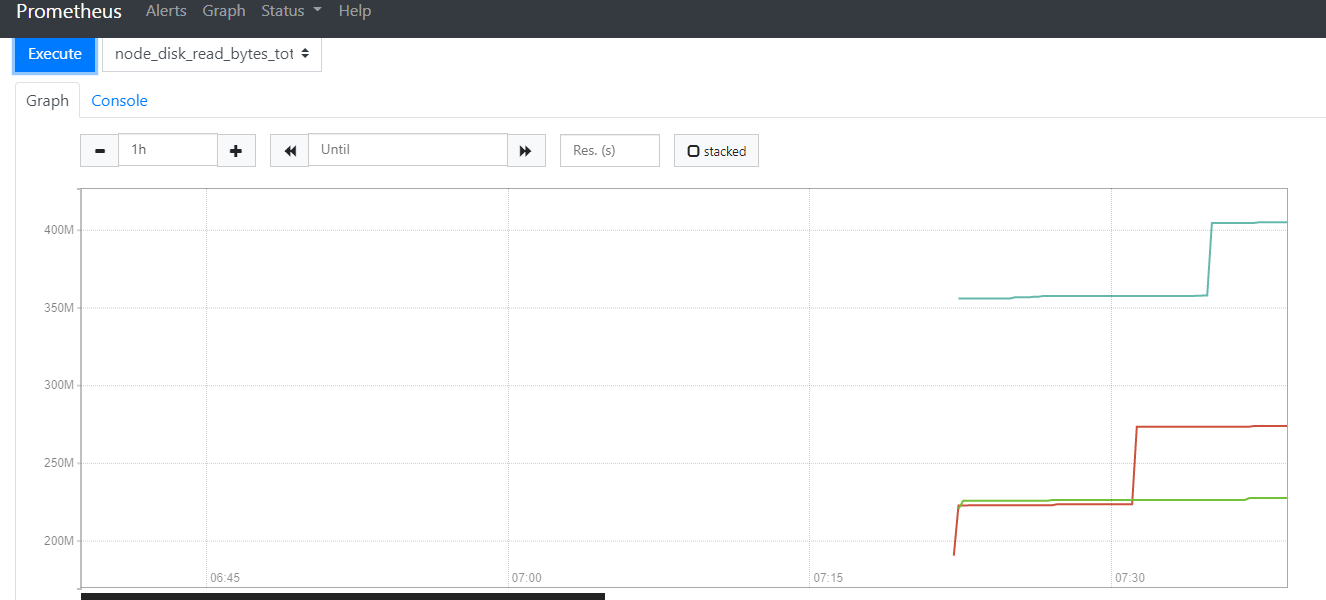 Prometheus Alerts Graph Status Help
Execute node_disk_read_bytes_tot
Graph Console
1h Until Res. (s) stacked
400M
350M
300M
250M
200M
06:45 07:00 07:15 07:30